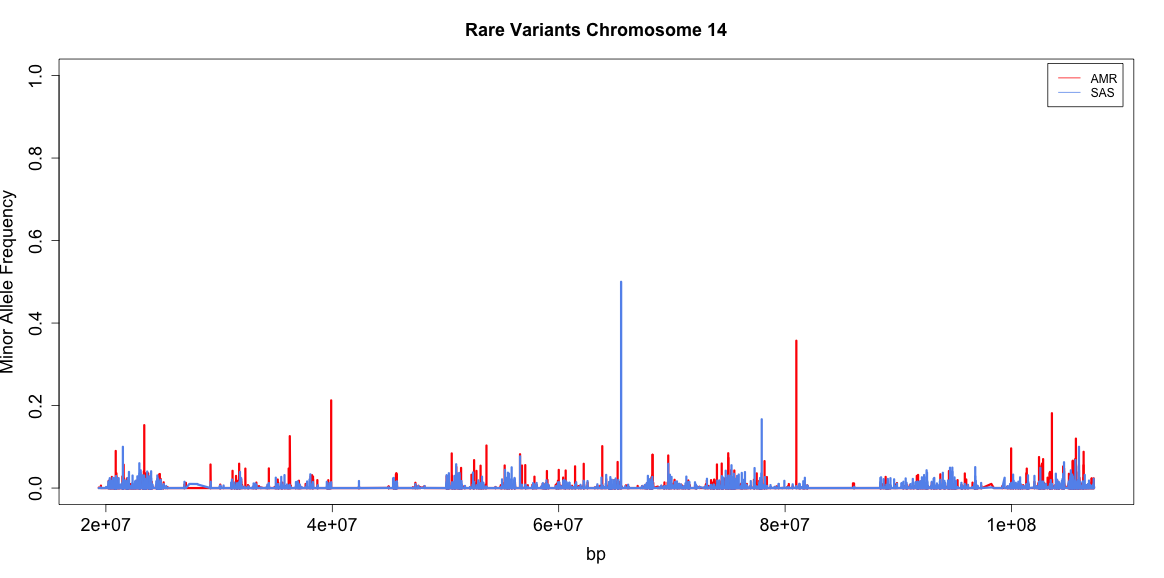 Rare Variants Chromosome 14
AMR
SAS
Minor Allele Frequency
1.0
0.8
0.6
0.4
0.2
0.0
2e+07 4e+07 6e+07 8e+07 1e+08
bp